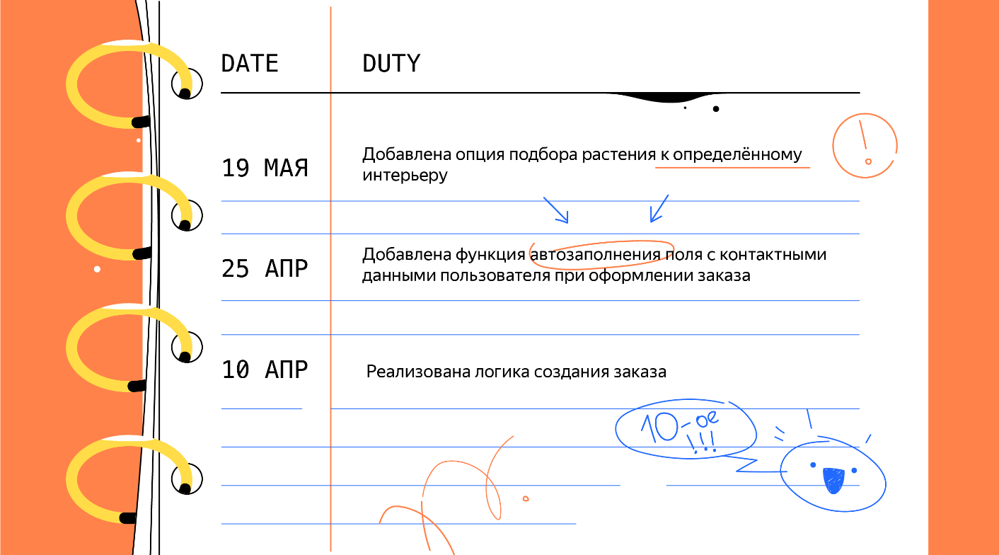 DATE DUTY
19 МАЯ Добавлена опция подбора растения к определённому
интерьеру
25 АПР Добавлена функция автозаполнения поля с контактными
данными пользователя при оформлении заказа
10 АПР Реализована логика создания заказа
10-ое
!!!